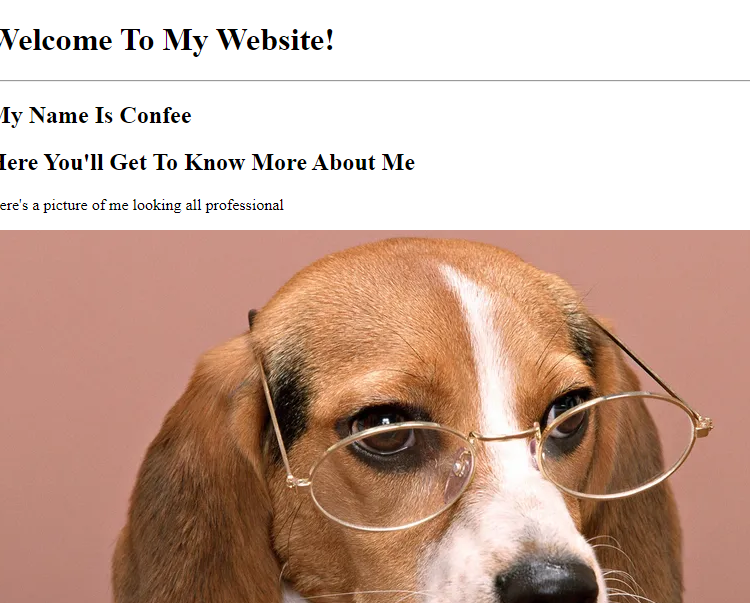 Welcome To My Website!
My Name Is Confee
Here You'll Get To Know More About Me
ere's a picture of me looking all professional